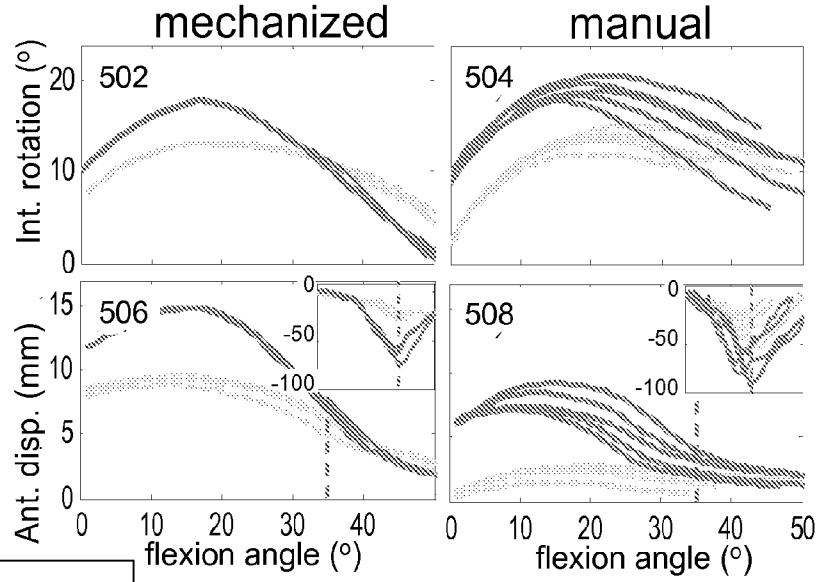 mechanized manual
Int. rotation (°)
20
10
0
502
504
Ant. disp. (mm)
15
10
5
0
506
0
-50
-100
508
0
-50
-100
0 10 20 30 40
0 10 20 30 40 50
flexion angle (°)
flexion angle (°)